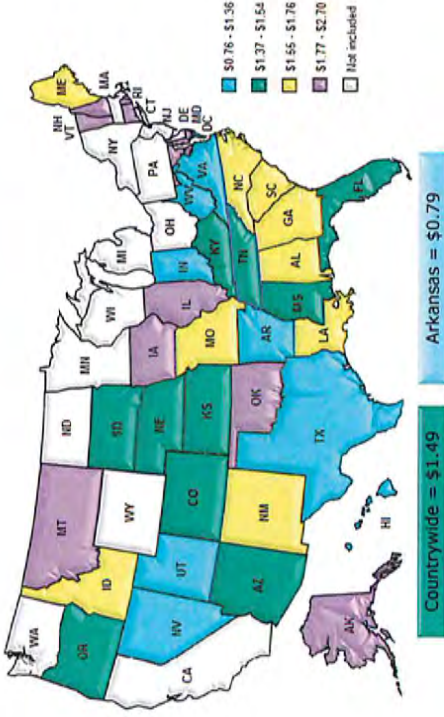 WA
OR
CA
ID
NV
MT
WY
UT
AZ
CO
NM
ND
SD
NE
KS
OK
TX
MN
IA
MO
AR
LA
WI
IL
MI
IN
OH
KY
TN
MS
AL
GA
FL
SC
NC
VA
WV
PA
NY
VT
NH
ME
MA
RI
CT
NJ
DE
MD
DC
AK
HI
$0.76 - $1.36
$1.37 - $1.54
$1.55 - $1.76
$1.77 - $2.70
Not included
Countrywide = $1.49
Arkansas = $0.79